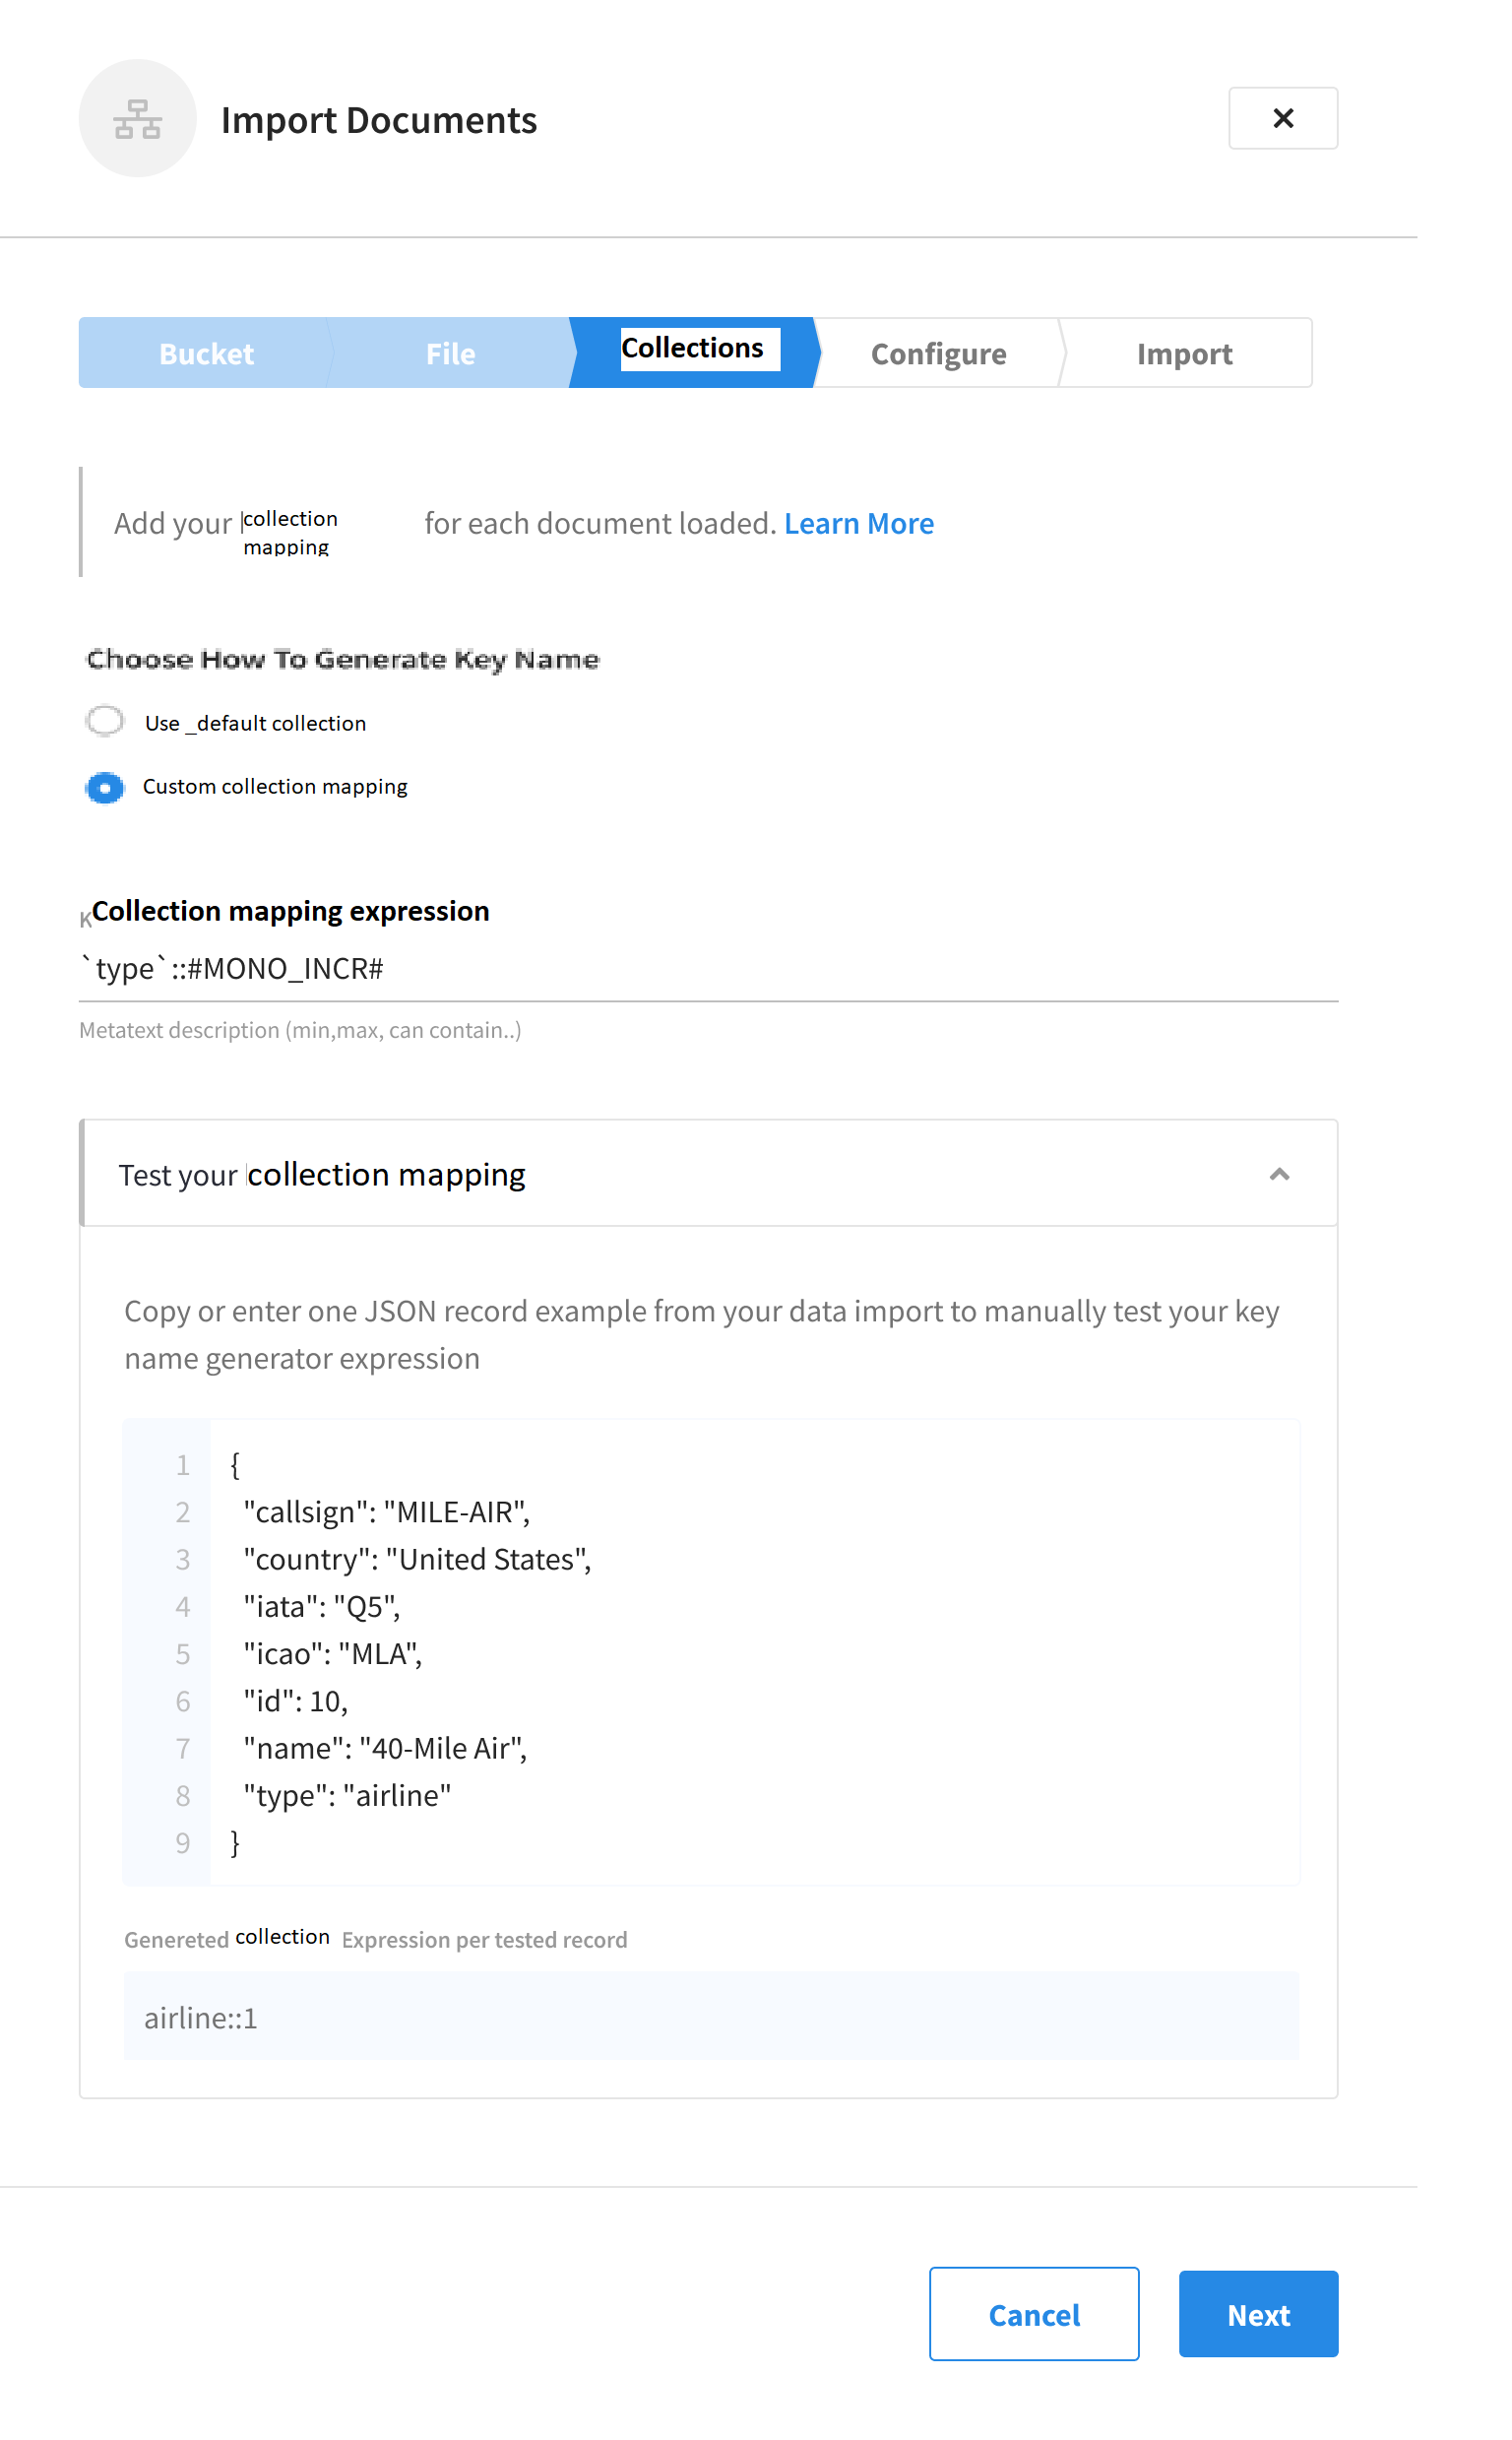 Import Documents
Bucket File Collections Configure Import
Add your collection for each document loaded. Learn More
mapping
Choose How To Generate Key Name
Use _default collection
Custom collection mapping
KCollection mapping expression
`type`::#MONO_INCR#
Metatext description (min,max, can contain..)
Test your collection mapping
Copy or enter one JSON record example from your data import to manually test your key
name generator expression
1 {
2 "callsign": "MILE-AIR",
3 "country": "United States",
4 "iata": "Q5",
5 "icao": "MLA",
6 "id": 10,
7 "name": "40-Mile Air",
8 "type": "airline"
9 }
Genereted collection Expression per tested record
airline::1
Cancel Next